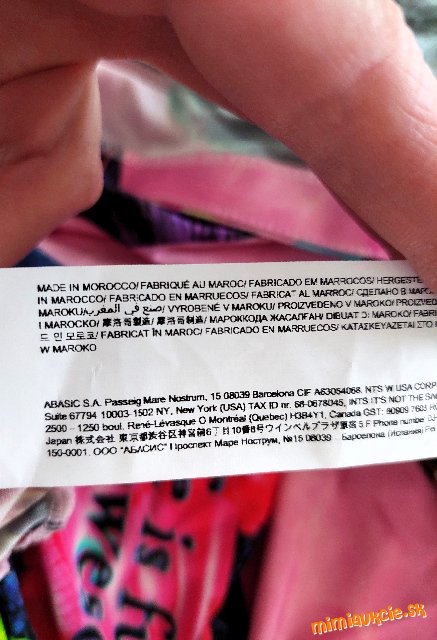 MADE IN MOROCCO/ FABRIQUÉ AU MAROC/ FABRICADO EM MARROCOS/ HERGESTE
IN MAROCCO/ FABRICADO EN MARRUECOS/ FABRICAT AL MARROC/ СДЕЛАНО В МАРО
MAROKU/صنع في المغرب/ VYROBENÉ V MAROKU/ PROIZVEDENO V MAROKO/ PROIZVED
I MAROCKO/ 摩洛哥製造/ 摩洛哥制造/ МАРОККОДА ЖАСАЛҒАН/ DIBUAT DI MAROKO/ FABRI
드 인 모로코/ FABRICAT ÎN MAROC/ FABRICADO EN MARRUECOS/ ΚΑΤΑΣΚΕΥΑΖΕΤΑΙ ΣΤΟ
W MAROKO
ABASIC S.A. Passeig Mare Nostrum, 15 08039 Barcelona CIF A63054068. NTS W USA CORP
Suite 67794 10003-1502 NY, New York (USA) TAX ID nr. 68-0678045, INTS IT'S NOT THE SA
2500 - 1250 boul. René-Lévesque O Montréal (Quebec) H3B4Y1, Canada GST: 80909 7603
Japan 株式会社 東京都渋谷区神宮前6丁目10番8号ウインベルプラザ原宿 5 F Phone number
150-0001. ООО "АБАСИС" Проспект Маре Нострум, №15 08039 - Барселона (Испания)
is
mimiaukcie.sk